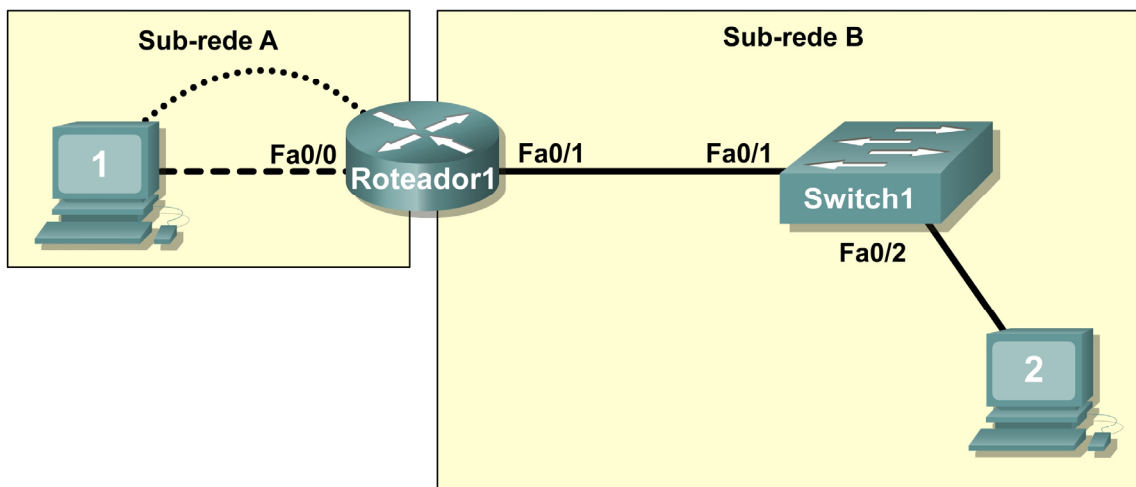 Sub-rede A
Sub-rede B
1
Fa0/0
Roteador1
Fa0/1
Fa0/1
Switch1
Fa0/2
2